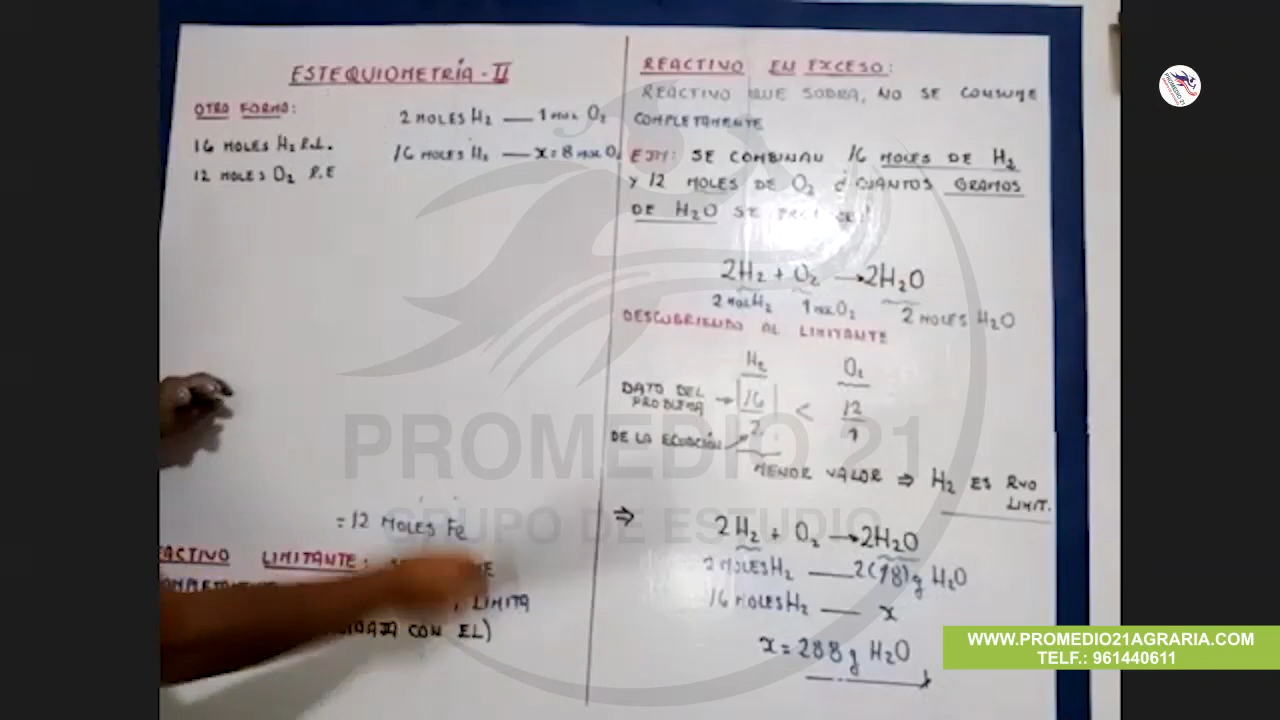 ESTEQUIOMETRÍA - II
OTRO FORMO:
16 MOLES H2 R.L.
12 MOLES O2 R.E
2 MOLES H2 — 1 MOL O2
16 MOLES H2 — X = 8 MOL O2
= 12 MOLES Fe
REACTIVO LIMITANTE:
LIMITA
CON EL)
REACTIVO EN EXCESO:
REACTIVO QUE SOBRA, NO SE CONSUME
COMPLETAMENTE
EJM: SE COMBINAN 16 MOLES DE H2
Y 12 MOLES DE O2 ¿CUANTOS GRAMOS
DE H2O SE
2H2 + O2 → 2H2O
2 MOL H2 1 MOL O2 2 MOLES H2O
DESCUBRIENDO AL LIMITANTE
H2 O2
DATO DEL
PROBLEMA → 16 < 12
DE LA ECUACIÓN 2 1
MENOR VALOR ⇒ H2 ES RVO
LIMIT.
⇒ 2H2 + O2 → 2H2O
2 MOLES H2 — 2(18)g H2O
16 MOLES H2 — X
X = 288 g H2O
PROMEDIO 21
GRUPO DE ESTUDIO
PROMEDIO 21
WWW.PROMEDIO21AGRARIA.COM
TELF.: 961440611